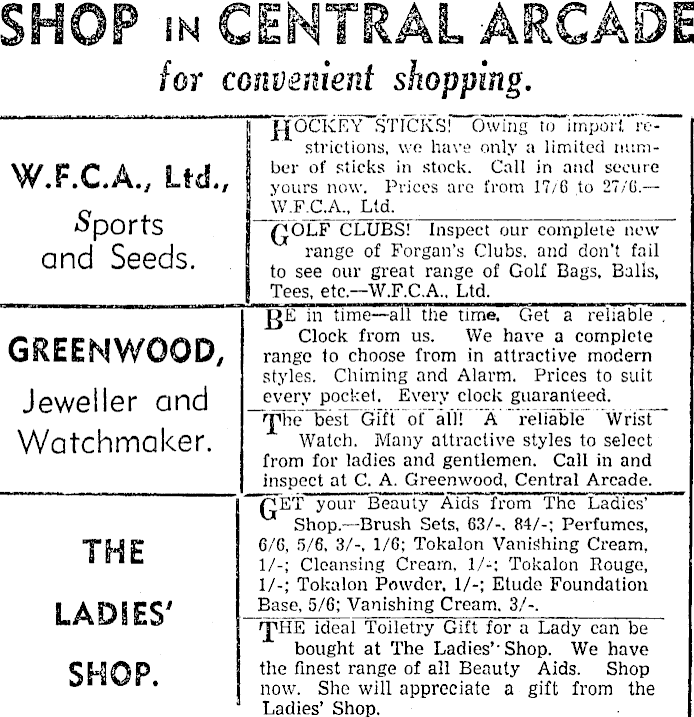 SHOP IN CENTRAL ARCADE
for convenient shopping.
W.F.C.A., Ltd.,
Sports
and Seeds.
HOCKEY STICKS! Owing to import re-
strictions, we have only a limited num-
ber of sticks in stock. Call in and secure
yours now. Prices are from 17/6 to 27/6.—
W.F.C.A., Ltd.
GOLF CLUBS! Inspect our complete new
range of Forgan's Clubs, and don't fail
to see our great range of Golf Bags, Balls,
Tees, etc.—W.F.C.A., Ltd.
GREENWOOD,
Jeweller and
Watchmaker.
BE in time—all the time. Get a reliable
Clock from us. We have a complete
range to choose from in attractive modern
styles. Chiming and Alarm. Prices to suit
every pocket. Every clock guaranteed.
The best Gift of all! A reliable Wrist
Watch. Many attractive styles to select
from for ladies and gentlemen. Call in and
inspect at C. A. Greenwood, Central Arcade.
THE
LADIES'
SHOP.
GET your Beauty Aids from The Ladies'
Shop.—Brush Sets, 63/-, 84/-; Perfumes,
6/6, 5/6, 3/-, 1/6; Tokalon Vanishing Cream,
1/-; Cleansing Cream, 1/-; Tokalon Rouge,
1/-; Tokalon Powder, 1/-; Etude Foundation
Base, 5/6; Vanishing Cream, 3/-.
THE ideal Toiletry Gift for a Lady can be
bought at The Ladies' Shop. We have
the finest range of all Beauty Aids. Shop
now. She will appreciate a gift from the
Ladies' Shop.